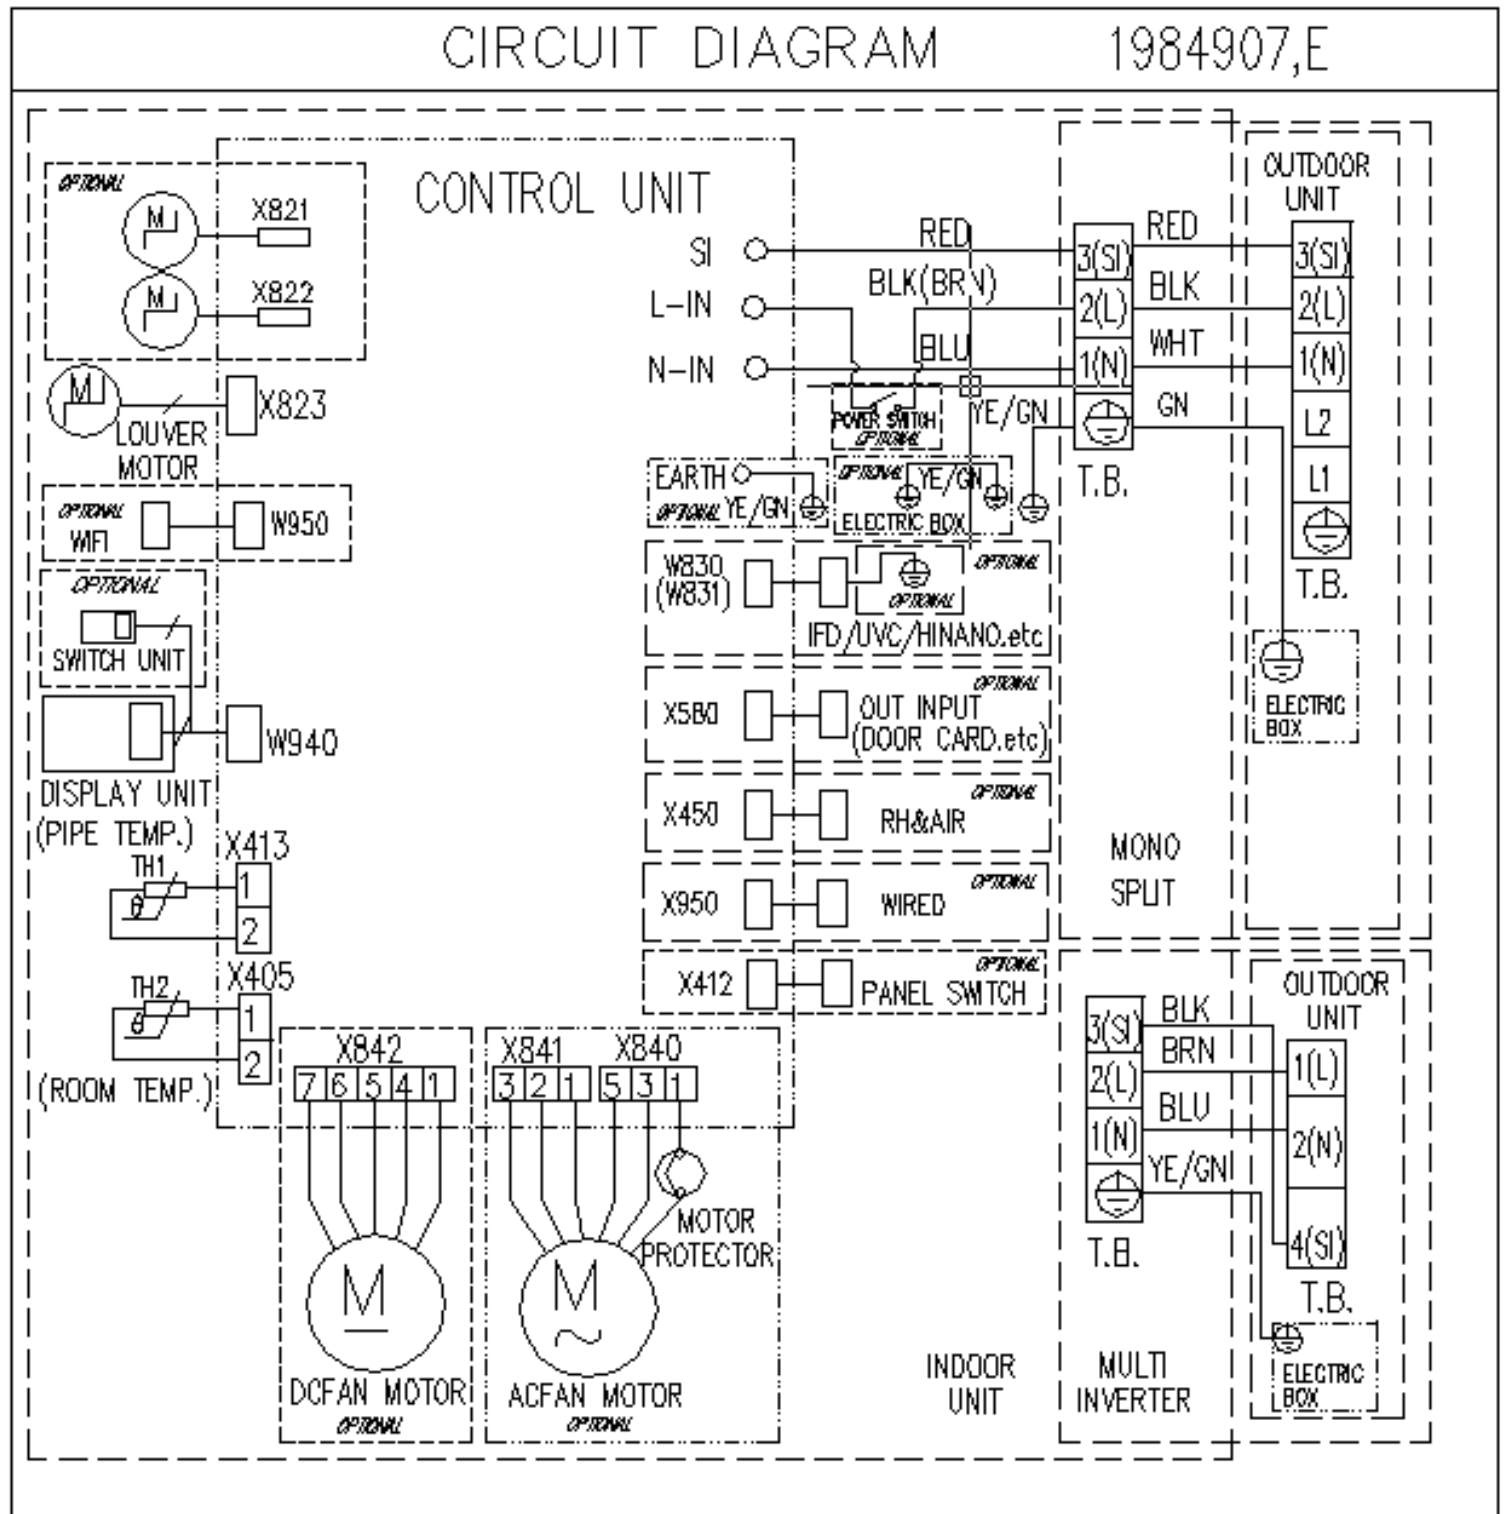 CIRCUIT DIAGRAM 1984907,E
CONTROL UNIT
OPTIONAL
M
X821
M
X822
M
X823
LOUVER
MOTOR
OPTIONAL
WIFI
W950
OPTIONAL
SWITCH UNIT
W940
DISPLAY UNIT
(PIPE TEMP.)
X413
TH1
θ
1
2
X405
TH2
θ
1
2
(ROOM TEMP.)
X842
7 6 5 4 1
M
DCFAN MOTOR
OPTIONAL
X841 X840
3 2 1 5 3 1
MOTOR
PROTECTOR
M
ACFAN MOTOR
OPTIONAL
SI
L-IN
N-IN
RED
BLK(BRN)
BLU
POWER SWITCH
OPTIONAL
YE/GN
EARTH
OPTIONAL YE/GN
OPTIONAL YE/GN
ELECTRIC BOX
W830
(W831)
OPTIONAL
OPTIONAL
IFD/UVC/HINANO.etc
OPTIONAL
X580
OUT INPUT
(DOOR CARD.etc)
OPTIONAL
X450
RH&AIR
OPTIONAL
X950
WIRED
OPTIONAL
X412
PANEL SWITCH
3(SI)
2(L)
1(N)
T.B.
RED
BLK
WHT
GN
OUTDOOR
UNIT
3(SI)
2(L)
1(N)
L2
L1
T.B.
ELECTRIC
BOX
MONO
SPLIT
3(SI)
2(L)
1(N)
T.B.
BLK
BRN
BLU
YE/GN
OUTDOOR
UNIT
1(L)
2(N)
4(SI)
T.B.
ELECTRIC
BOX
INDOOR
UNIT
MULTI
INVERTER